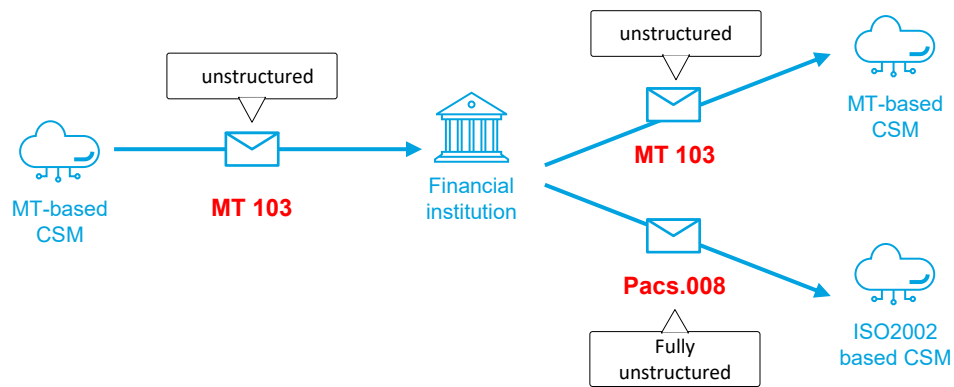 unstructured
MT-based
CSM
MT 103
Financial
institution
unstructured
MT 103
MT-based
CSM
Pacs.008
Fully
unstructured
ISO2002
based CSM